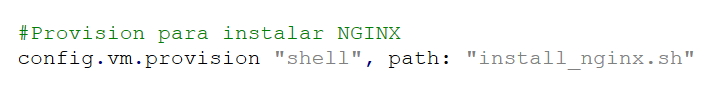 #Provision para instalar NGINX
config.vm.provision "shell", path: "install_nginx.sh"